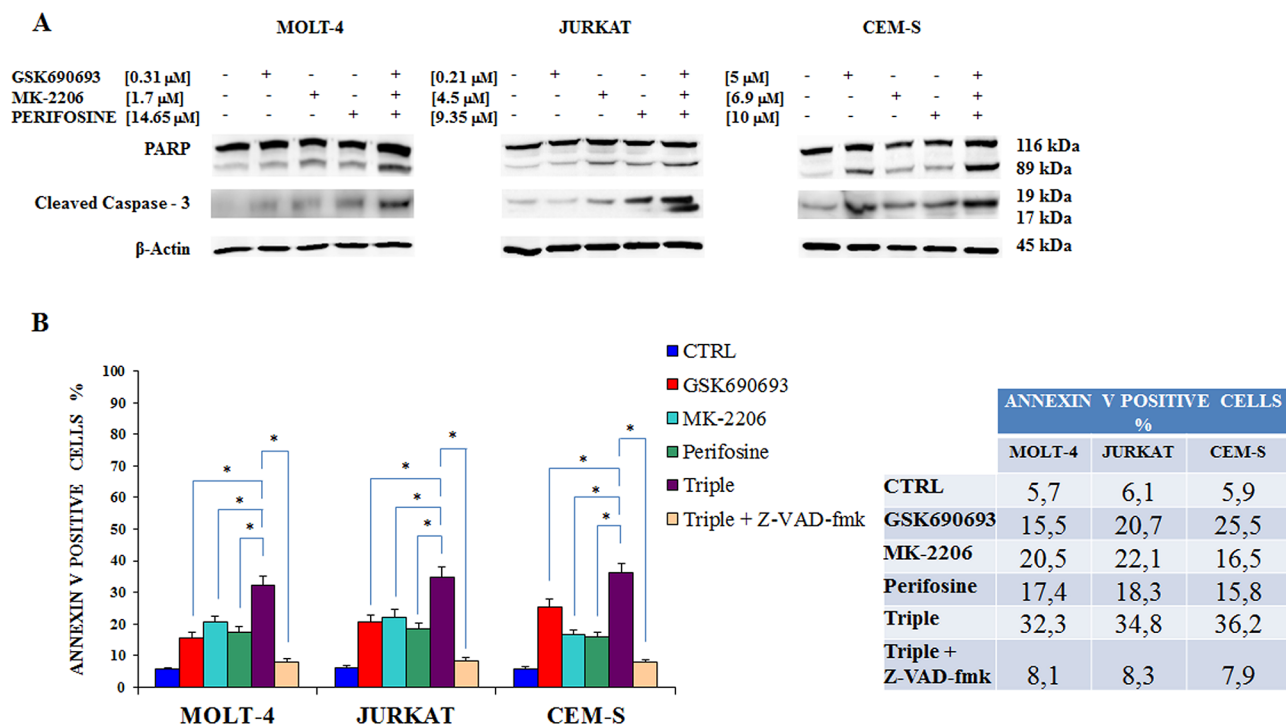 A
MOLT-4 JURKAT CEM-S
GSK690693 [0.31 µM] - + - - + [0.21 µM] - + - - + [5 µM] - + - - +
MK-2206 [1.7 µM] - - + - + [4.5 µM] - - + - + [6.9 µM] - - + - +
PERIFOSINE [14.65 µM] - - - + + [9.35 µM] - - - + + [10 µM] - - - + +
PARP 116 kDa
89 kDa
Cleaved Caspase - 3 19 kDa
17 kDa
β-Actin 45 kDa
B
ANNEXIN V POSITIVE CELLS %
100
90
80
70
60
50
40
30
20
10
0
* * * *
* * * *
* * * *
MOLT-4 JURKAT CEM-S
CTRL
GSK690693
MK-2206
Perifosine
Triple
Triple + Z-VAD-fmk
ANNEXIN V POSITIVE CELLS
%
MOLT-4 JURKAT CEM-S
CTRL 5,7 6,1 5,9
GSK690693 15,5 20,7 25,5
MK-2206 20,5 22,1 16,5
Perifosine 17,4 18,3 15,8
Triple 32,3 34,8 36,2
Triple +
Z-VAD-fmk 8,1 8,3 7,9